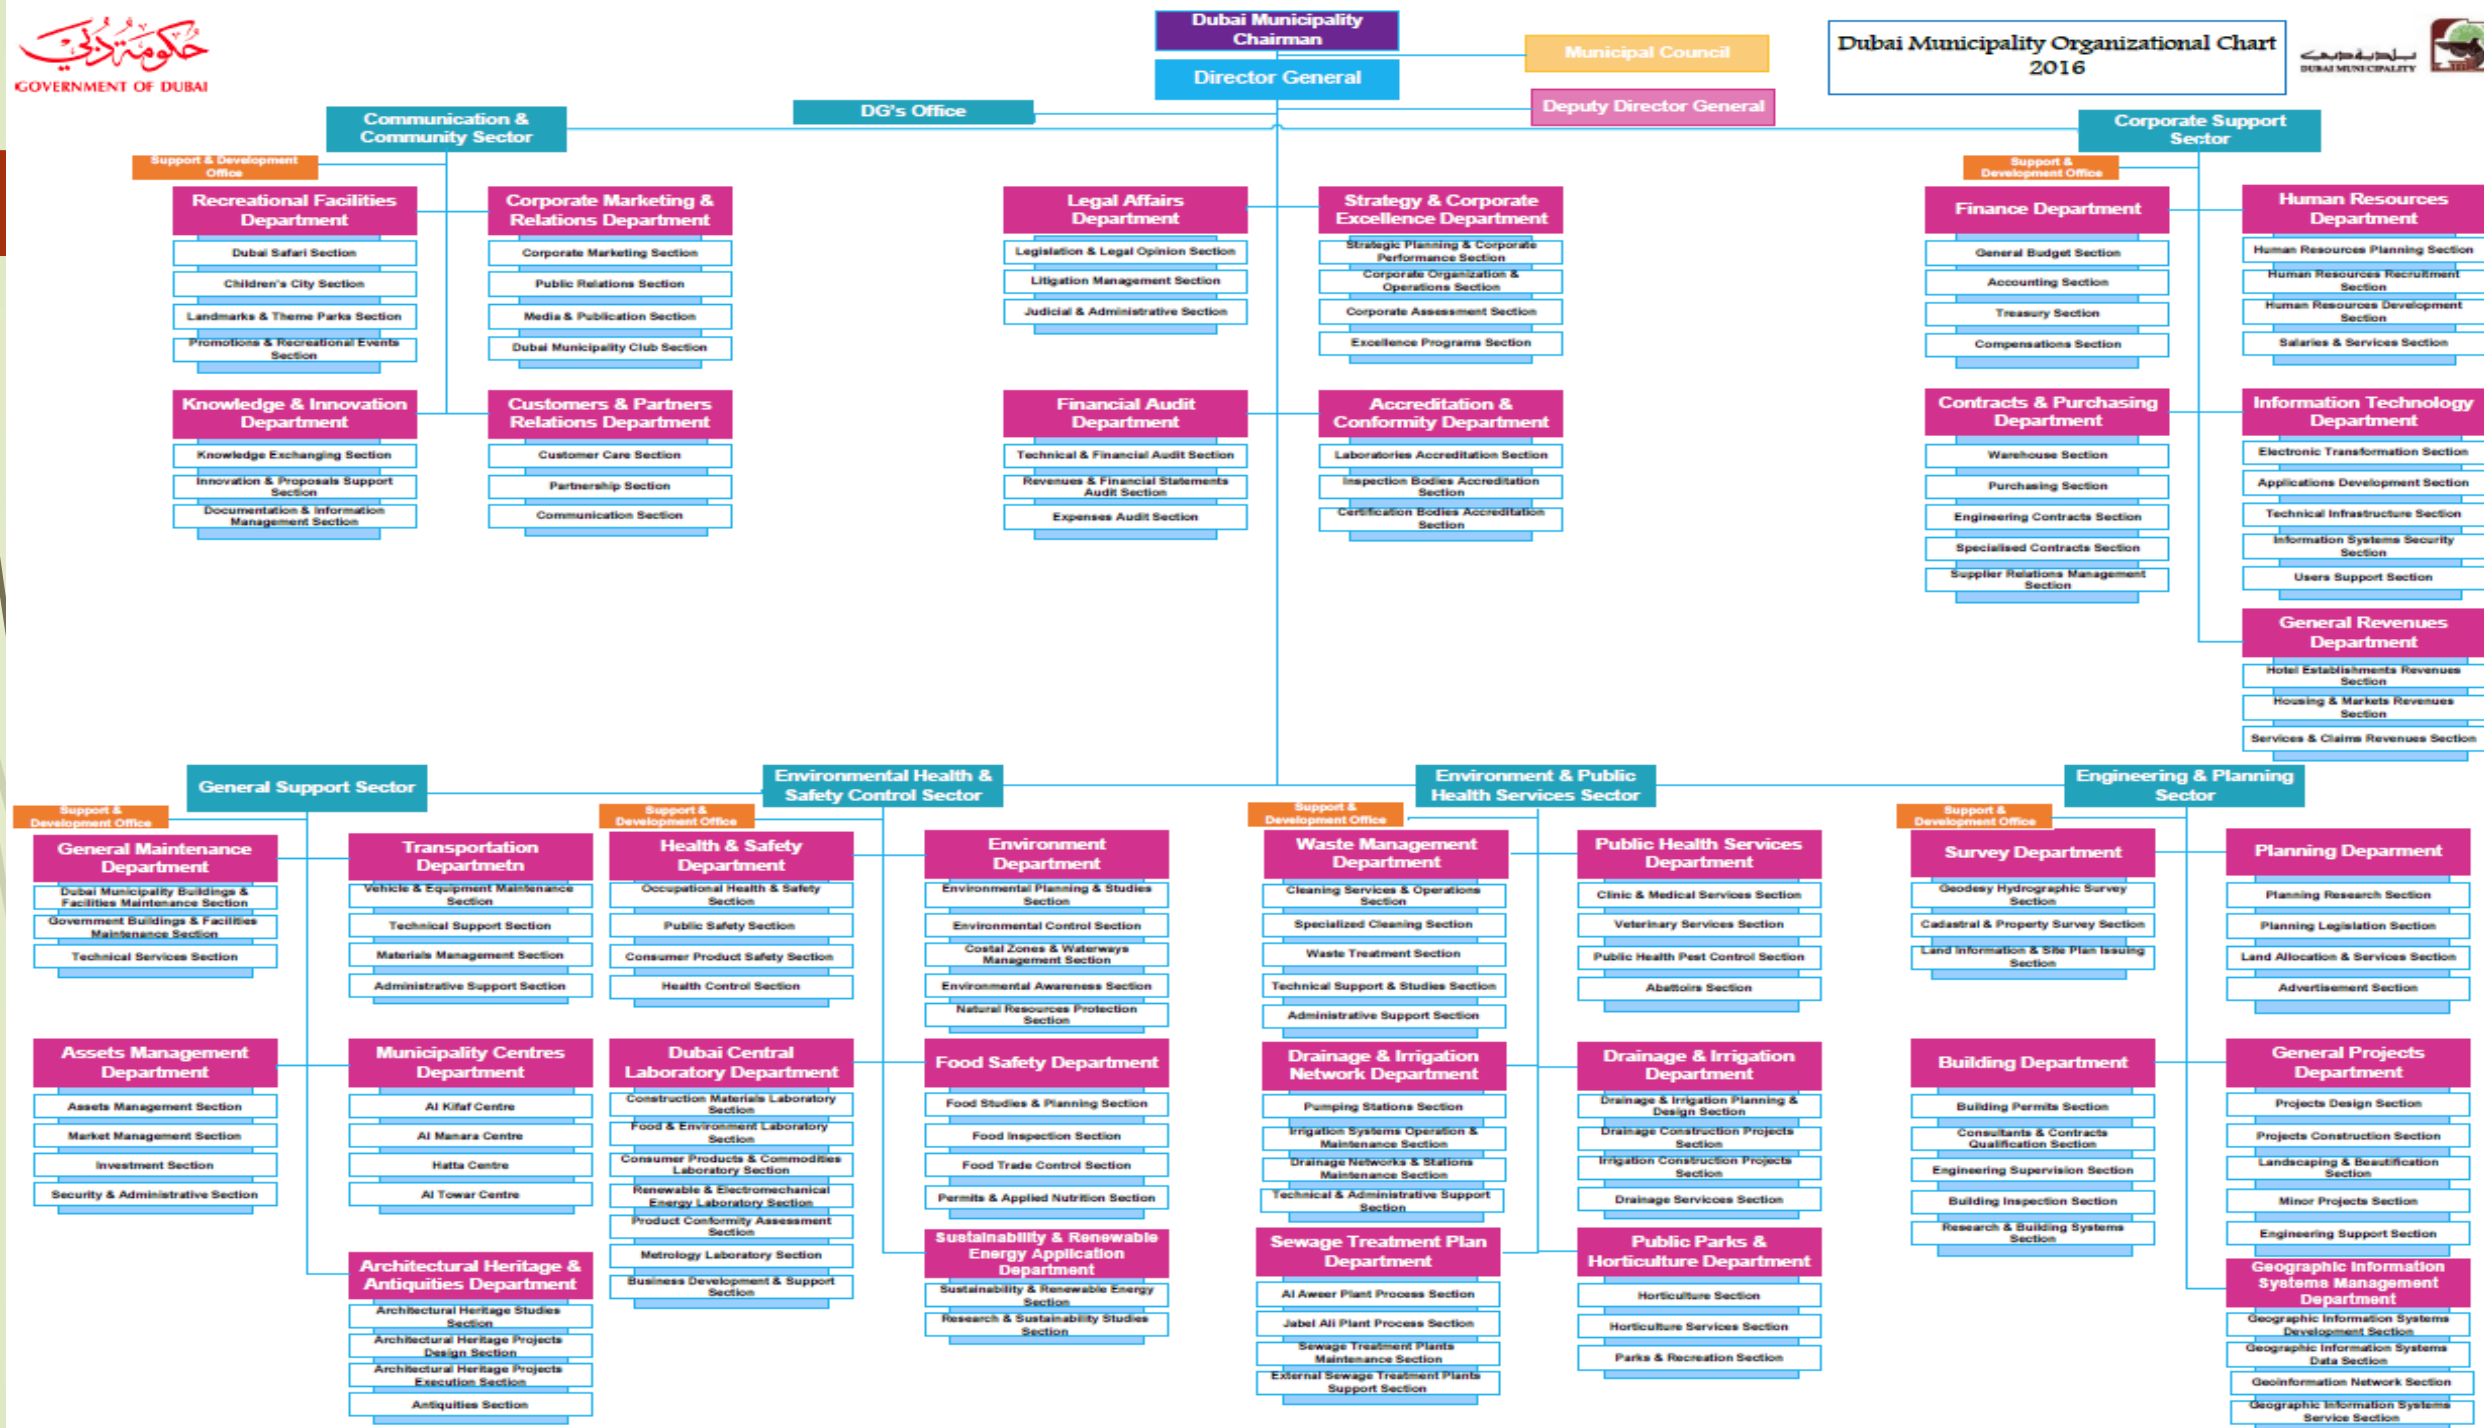 حكومة دبي
GOVERNMENT OF DUBAI
Dubai Municipality
Chairman
Municipal Council
Director General
Dubai Municipality Organizational Chart
2016
بلدية دبي
DUBAI MUNICIPALITY
DG's Office
Deputy Director General
Communication &
Community Sector
Support & Development
Office
Recreational Facilities
Department
Dubai Safari Section
Children's City Section
Landmarks & Theme Parks Section
Promotions & Recreational Events
Section
Corporate Marketing &
Relations Department
Corporate Marketing Section
Public Relations Section
Media & Publication Section
Dubai Municipality Club Section
Knowledge & Innovation
Department
Knowledge Exchanging Section
Innovation & Proposals Support
Section
Documentation & Information
Management Section
Customers & Partners
Relations Department
Customer Care Section
Partnership Section
Communication Section
Legal Affairs
Department
Legislation & Legal Opinion Section
Litigation Management Section
Judicial & Administrative Section
Strategy & Corporate
Excellence Department
Strategic Planning & Corporate
Performance Section
Corporate Organization &
Operations Section
Corporate Assessment Section
Excellence Programs Section
Financial Audit
Department
Technical & Financial Audit Section
Revenues & Financial Statements
Audit Section
Expenses Audit Section
Accreditation &
Conformity Department
Laboratories Accreditation Section
Inspection Bodies Accreditation
Section
Certification Bodies Accreditation
Section
Corporate Support
Sector
Support &
Development Office
Finance Department
General Budget Section
Accounting Section
Treasury Section
Compensations Section
Human Resources
Department
Human Resources Planning Section
Human Resources Recruitment
Section
Human Resources Development
Section
Salaries & Services Section
Contracts & Purchasing
Department
Warehouse Section
Purchasing Section
Engineering Contracts Section
Specialised Contracts Section
Supplier Relations Management
Section
Information Technology
Department
Electronic Transformation Section
Applications Development Section
Technical Infrastructure Section
Information Systems Security
Section
Users Support Section
General Revenues
Department
Hotel Establishments Revenues
Section
Housing & Markets Revenues
Section
Services & Claims Revenues Section
General Support Sector
Support &
Development Office
General Maintenance
Department
Dubai Municipality Buildings &
Facilities Maintenance Section
Government Buildings & Facilities
Maintenance Section
Technical Services Section
Transportation
Departmetn
Vehicle & Equipment Maintenance
Section
Technical Support Section
Materials Management Section
Administrative Support Section
Assets Management
Department
Assets Management Section
Market Management Section
Investment Section
Security & Administrative Section
Municipality Centres
Department
Al Kifaf Centre
Al Manara Centre
Hatta Centre
Al Towar Centre
Architectural Heritage &
Antiquities Department
Architectural Heritage Studies
Section
Architectural Heritage Projects
Design Section
Architectural Heritage Projects
Execution Section
Antiquities Section
Environmental Health &
Safety Control Sector
Support &
Development Office
Health & Safety
Department
Occupational Health & Safety
Section
Public Safety Section
Consumer Product Safety Section
Health Control Section
Environment
Department
Environmental Planning & Studies
Section
Environmental Control Section
Costal Zones & Waterways
Management Section
Environmental Awareness Section
Natural Resources Protection
Section
Dubai Central
Laboratory Department
Construction Materials Laboratory
Section
Food & Environment Laboratory
Section
Consumer Products & Commodities
Laboratory Section
Renewable & Electromechanical
Energy Laboratory Section
Product Conformity Assessment
Section
Metrology Laboratory Section
Business Development & Support
Section
Food Safety Department
Food Studies & Planning Section
Food Inspection Section
Food Trade Control Section
Permits & Applied Nutrition Section
Sustainability & Renowable
Energy Application
Department
Sustainability & Renewable Energy
Section
Research & Sustainability Studies
Section
Environment & Public
Health Services Sector
Support &
Development Office
Waste Management
Department
Cleaning Services & Operations
Section
Specialized Cleaning Section
Waste Treatment Section
Technical Support & Studies Section
Administrative Support Section
Public Health Services
Department
Clinic & Medical Services Section
Veterinary Services Section
Public Health Pest Control Section
Abattoirs Section
Drainage & Irrigation
Network Department
Pumping Stations Section
Irrigation Systems Operation &
Maintenance Section
Drainage Networks & Stations
Maintenance Section
Technical & Administrative Support
Section
Drainage & Irrigation
Department
Drainage & Irrigation Planning &
Design Section
Drainage Construction Projects
Section
Irrigation Construction Projects
Section
Drainage Servicces Section
Sewage Treatment Plan
Department
Al Aweer Plant Process Section
Jabel Ali Plant Process Section
Sewage Treatment Plants
Maintenance Section
External Sewage Treatment Plants
Support Section
Public Parks &
Horticulture Department
Horticulture Section
Horticulture Services Section
Parks & Recreation Section
Engineering & Planning
Sector
Support &
Development Office
Survey Department
Geodesy Hydrographic Survey
Section
Cadastral & Property Survey Section
Land Information & Site Plan Issuing
Section
Planning Deparment
Planning Research Section
Planning Legislation Section
Land Allocation & Services Section
Advertisement Section
Building Department
Building Permits Section
Consultants & Contracts
Qualification Section
Engineering Supervision Section
Building Inspection Section
Research & Building Systems
Section
General Projects
Department
Projects Design Section
Projects Construction Section
Landscaping & Beautification
Section
Minor Projects Section
Engineering Support Section
Geographic Information
Systems Management
Department
Geographic Information Systems
Development Section
Geographic Information Systems
Data Section
Geoinformation Network Section
Geographic Information Systems
Service Section